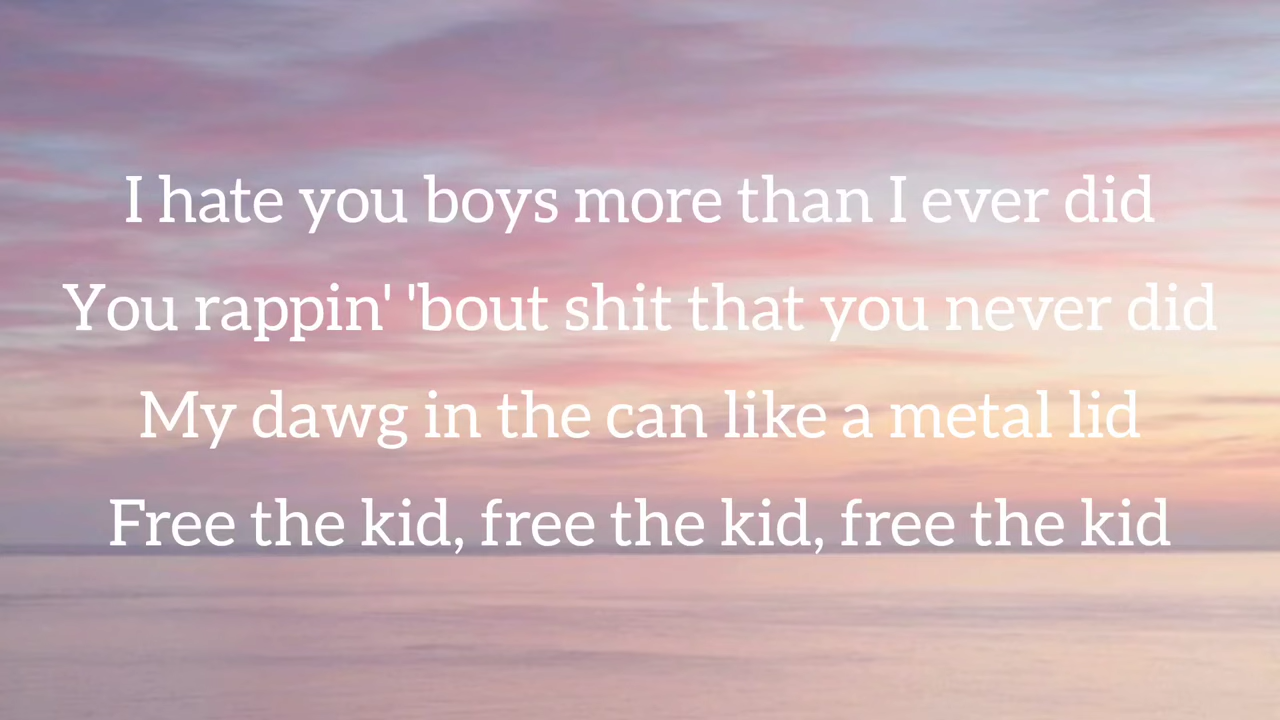 I hate you boys more than I ever did
You rappin' 'bout shit that you never did
My dawg in the can like a metal lid
Free the kid, free the kid, free the kid